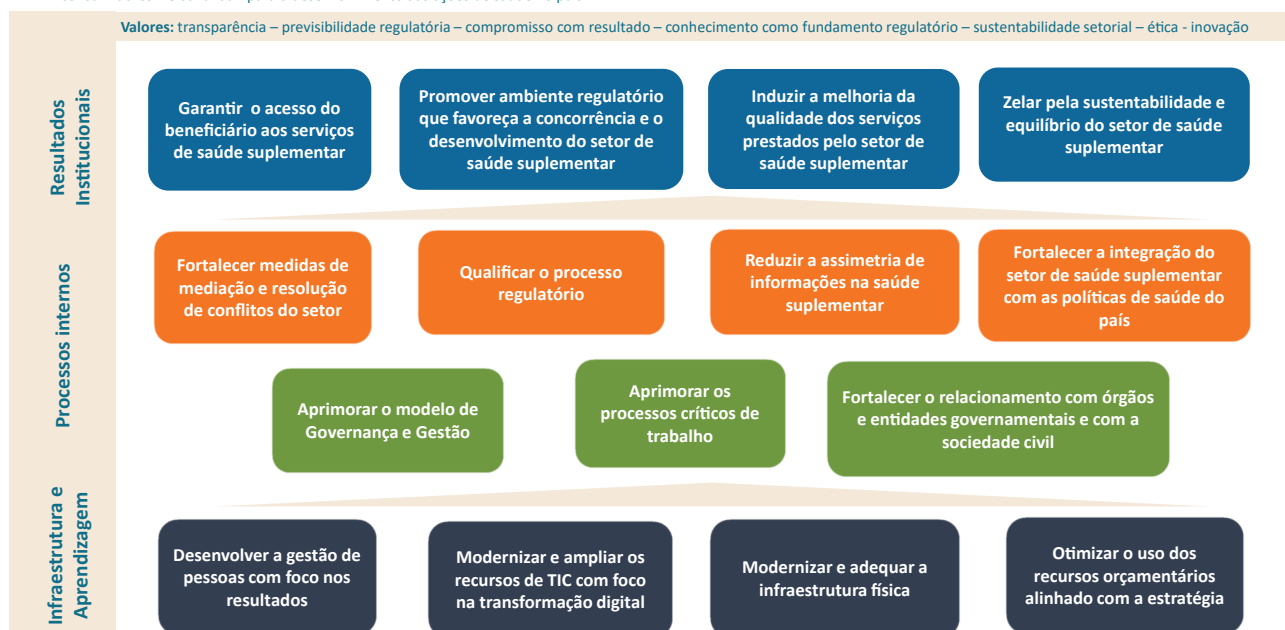 Valores: transparência – previsibilidade regulatória – compromisso com resultado – conhecimento como fundamento regulatório – sustentabilidade setorial – ética - inovação
Resultados
Institucionais
Garantir o acesso do
beneficiário aos serviços
de saúde suplementar
Promover ambiente regulatório
que favoreça a concorrência e o
desenvolvimento do setor de
saúde suplementar
Induzir a melhoria da
qualidade dos serviços
prestados pelo setor de
saúde suplementar
Zelar pela sustentabilidade e
equilíbrio do setor de saúde
suplementar
Processos internos
Fortalecer medidas de
mediação e resolução
de conflitos do setor
Qualificar o processo
regulatório
Reduzir a assimetria de
informações na saúde
suplementar
Fortalecer a integração do
setor de saúde suplementar
com as políticas de saúde do
país
Aprimorar o modelo de
Governança e Gestão
Aprimorar os
processos críticos de
trabalho
Fortalecer o relacionamento com órgãos
e entidades governamentais e com a
sociedade civil
Infraestrutura e
Aprendizagem
Desenvolver a gestão de
pessoas com foco nos
resultados
Modernizar e ampliar os
recursos de TIC com foco
na transformação digital
Modernizar e adequar a
infraestrutura física
Otimizar o uso dos
recursos orçamentários
alinhado com a estratégia